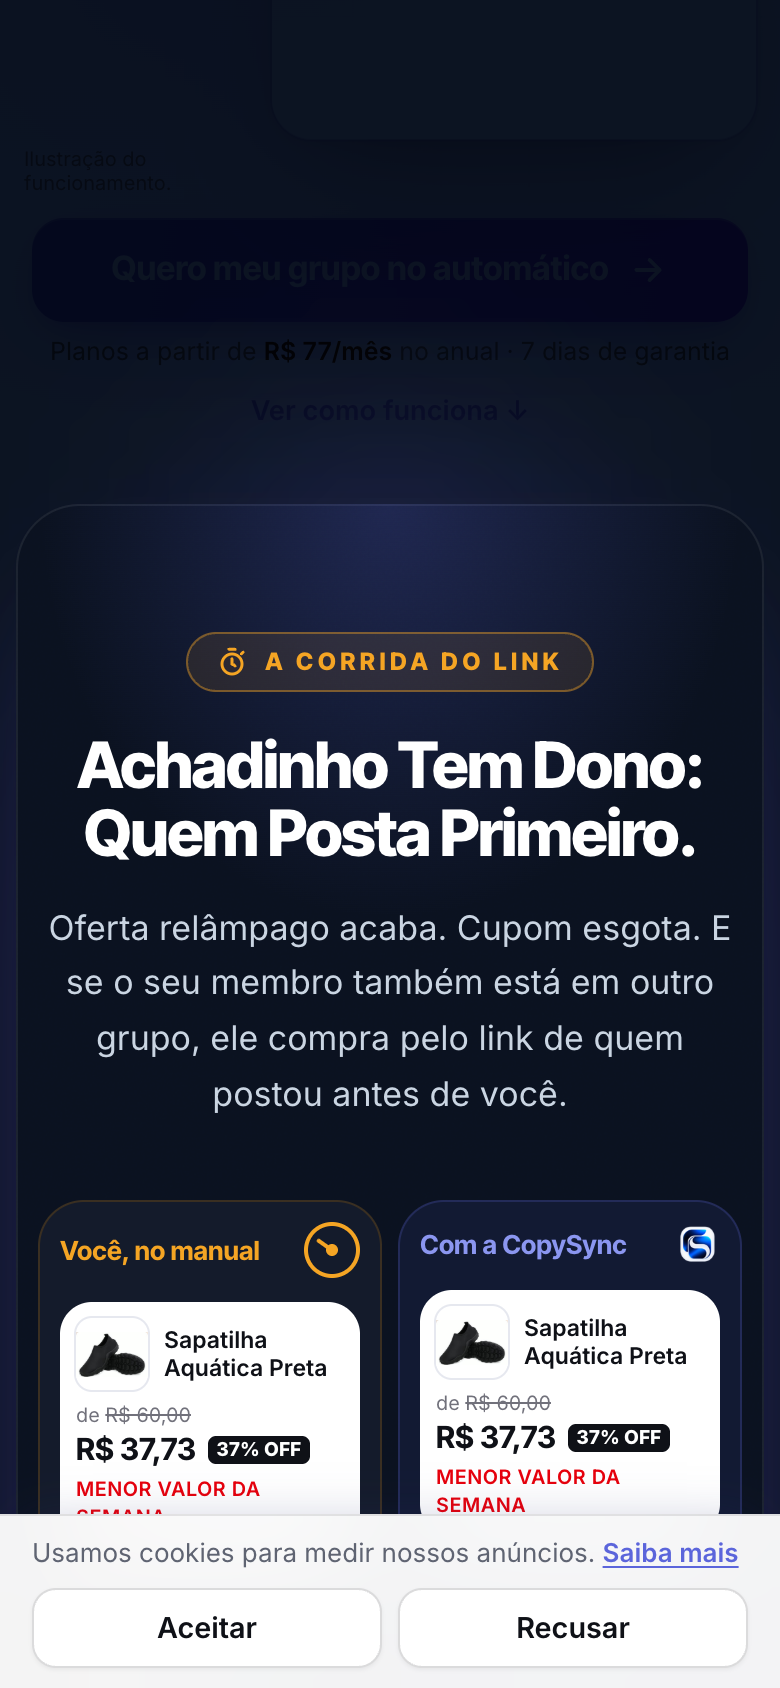 Ilustração do
funcionamento.
Quero meu grupo no automático →
Planos a partir de R$ 77/mês no anual · 7 dias de garantia
Ver como funciona ↓
A CORRIDA DO LINK
Achadinho Tem Dono:
Quem Posta Primeiro.
Oferta relâmpago acaba. Cupom esgota. E
se o seu membro também está em outro
grupo, ele compra pelo link de quem
postou antes de você.
Você, no manual
Sapatilha
Aquática Preta
de R$ 60,00
R$ 37,73 37% OFF
MENOR VALOR DA
SEMANA
Com a CopySync
Sapatilha
Aquática Preta
de R$ 60,00
R$ 37,73 37% OFF
MENOR VALOR DA
SEMANA
Usamos cookies para medir nossos anúncios. Saiba mais
Aceitar
Recusar